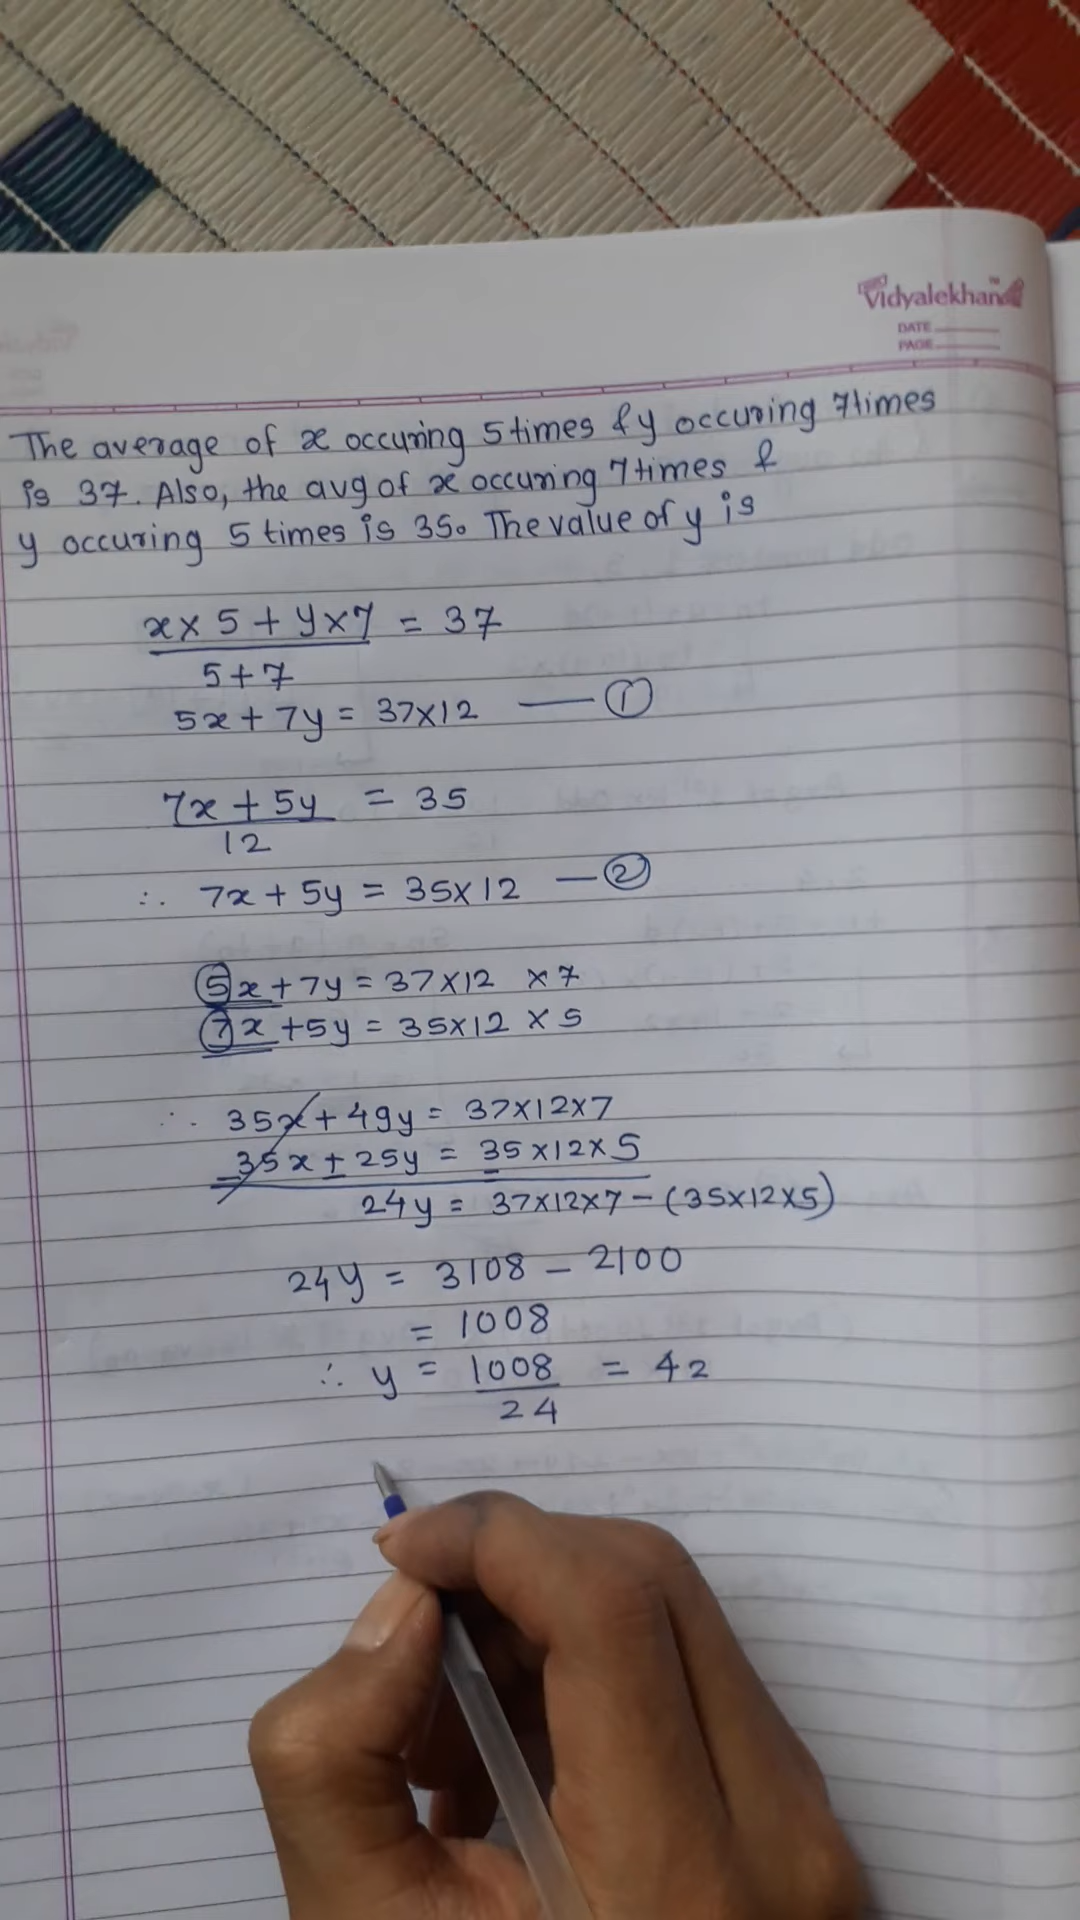 Vidyalekhan
DATE
PAGE
The average of x occuring 5 times & y occuring 7 times
is 37. Also, the avg of x occuring 7 times &
y occuring 5 times is 35. The value of y is
x × 5 + y × 7 = 37
5 + 7
5x + 7y = 37×12 — ①
7x + 5y = 35
12
∴ 7x + 5y = 35×12 — ②
5x + 7y = 37×12 × 7
7x + 5y = 35×12 × 5
∴ 35x + 49y = 37×12×7
35x + 25y = 35×12×5
24y = 37×12×7 – (35×12×5)
24y = 3108 – 2100
= 1008
∴ y = 1008 = 42
24